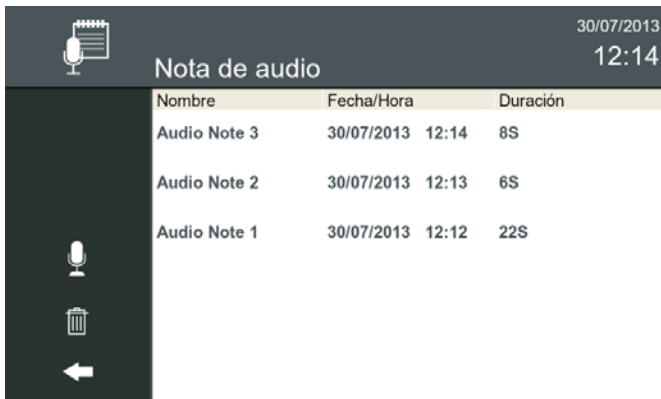 30/07/2013
12:14
Nota de audio
Nombre Fecha/Hora Duración
Audio Note 3 30/07/2013 12:14 8S
Audio Note 2 30/07/2013 12:13 6S
Audio Note 1 30/07/2013 12:12 22S